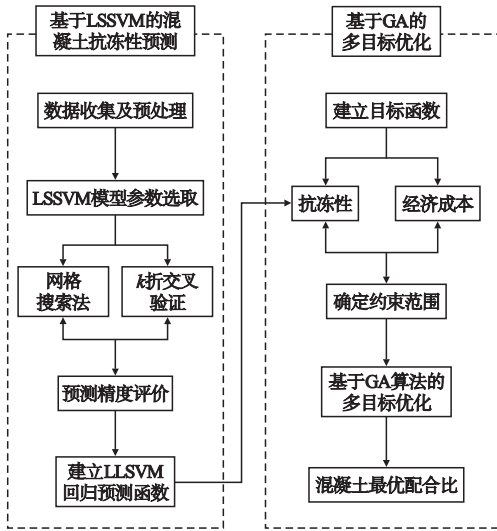 基于LSSVM的混
凝土抗冻性预测
数据收集及预处理
LSSVM模型参数选取
网格
搜索法
k折交叉
验证
预测精度评价
建立LLSVM
回归预测函数
基于GA的
多目标优化
建立目标函数
抗冻性
经济成本
确定约束范围
基于GA算法的
多目标优化
混凝土最优配合比